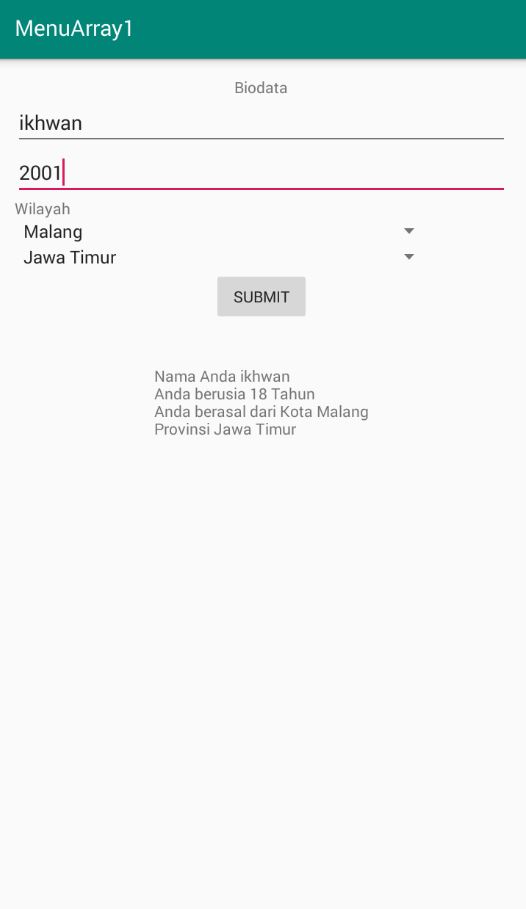 MenuArray1
Biodata
ikhwan
2001
Wilayah
Malang
Jawa Timur
SUBMIT
Nama Anda ikhwan
Anda berusia 18 Tahun
Anda berasal dari Kota Malang
Provinsi Jawa Timur